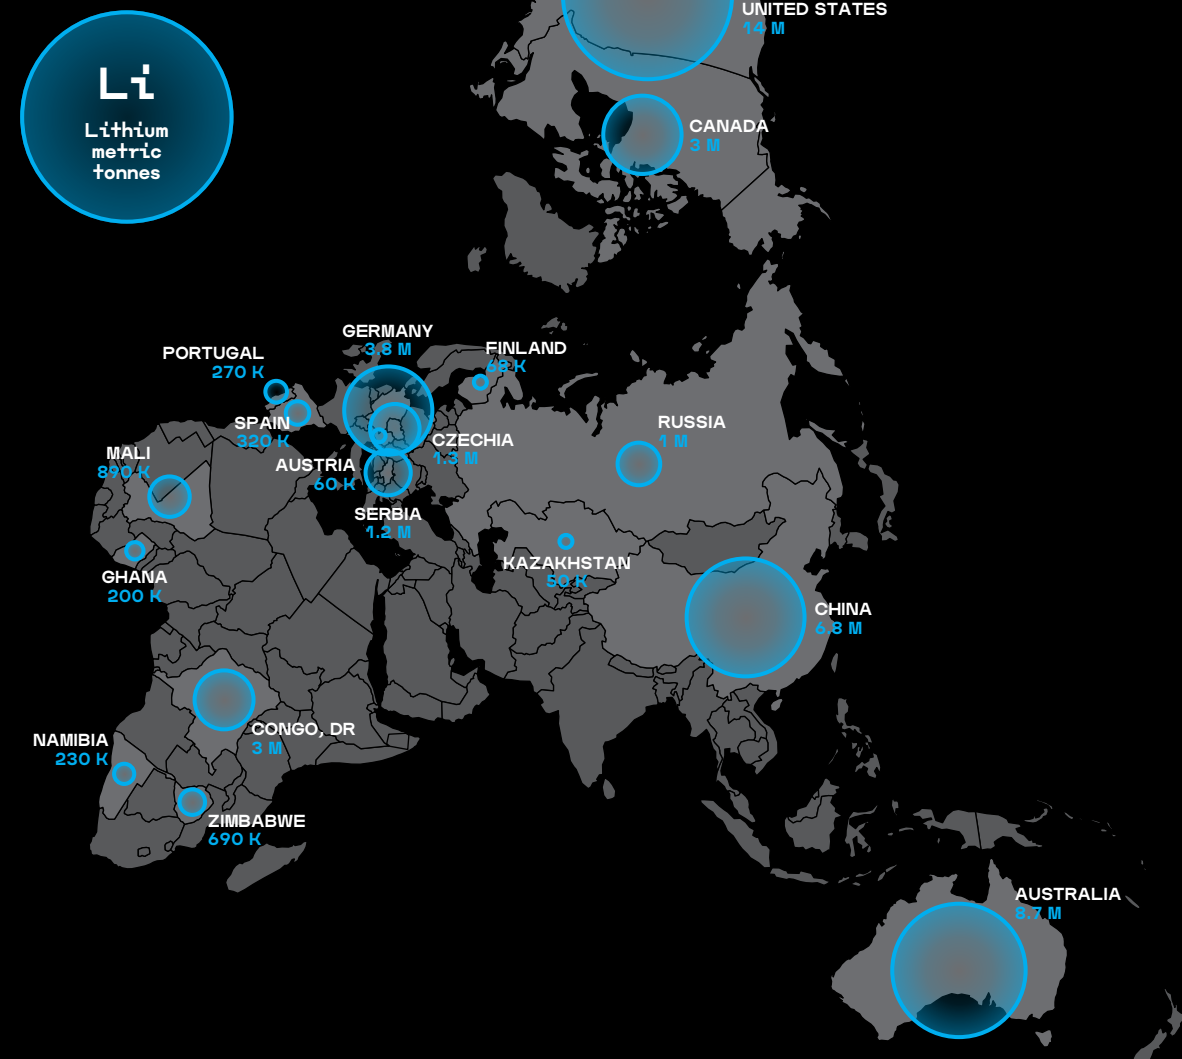 UNITED STATES
14 M
Li
Lithium
metric
tonnes
CANADA
3 M
GERMANY
3.8 M
FINLAND
68 K
PORTUGAL
270 K
SPAIN
320 K
RUSSIA
1 M
CZECHIA
1.3 M
MALI
890 K
AUSTRIA
60 K
SERBIA
1.2 M
KAZAKHSTAN
50 K
GHANA
200 K
CHINA
6.8 M
CONGO, DR
3 M
NAMIBIA
230 K
ZIMBABWE
690 K
AUSTRALIA
8.7 M